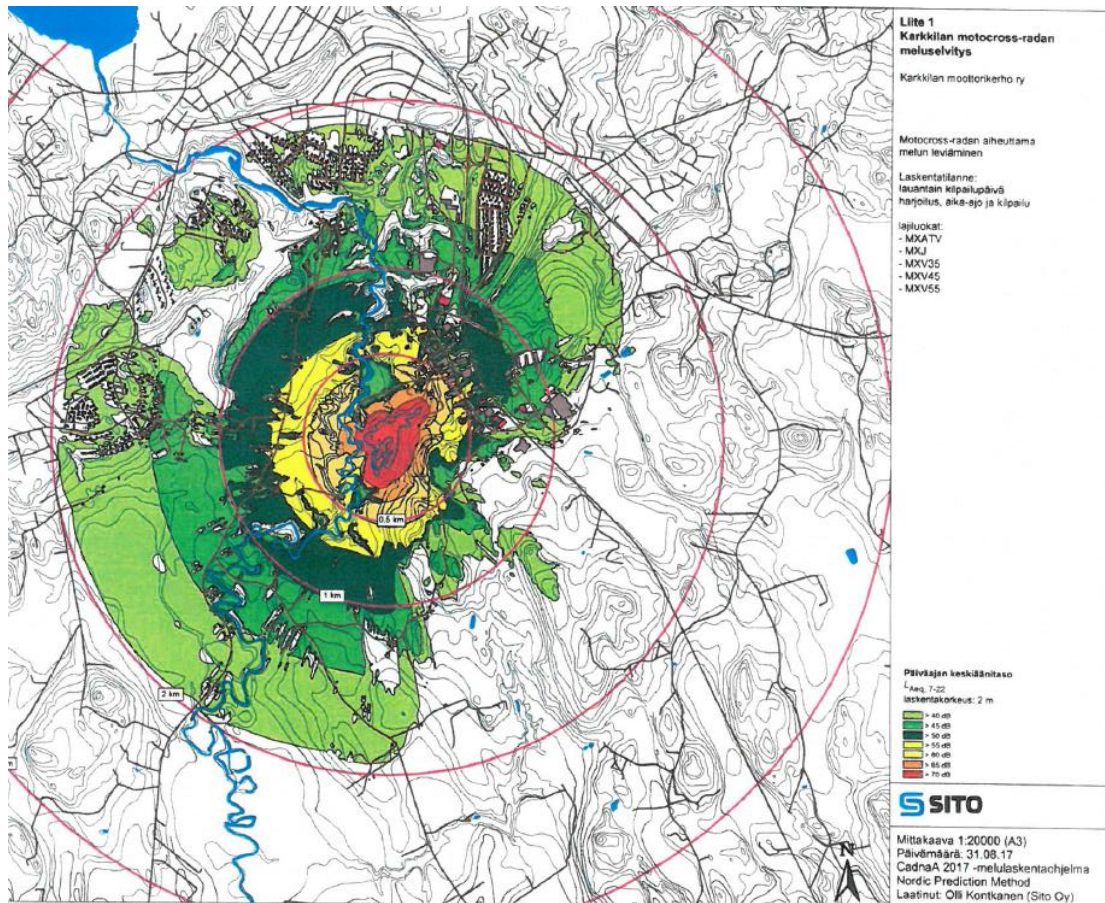 Liite 1
Karkkilan motocross-radan
meluselvitys
Karkkilan moottorikerho ry
Motocross-radan aiheuttama
melun leviäminen
Laskentatilanne:
lauantain kilpailupäivä
harjoitus, aika-ajo ja kilpailu
lajiluokat:
- MXATV
- MXJ
- MXV35
- MXV45
- MXV55
0.5 km
1 km
2 km
Päiväajan keskiäänitaso
LAeq, 7-22
laskentakorkeus: 2 m
> 40 dB
> 45 dB
> 50 dB
> 55 dB
> 60 dB
> 65 dB
> 70 dB
SITO
N
Mittakaava 1:20000 (A3)
Päivämäärä: 31.08.17
CadnaA 2017 -melulaskentaohjelma
Nordic Prediction Method
Laatinut: Olli Kontkanen (Sito Oy)